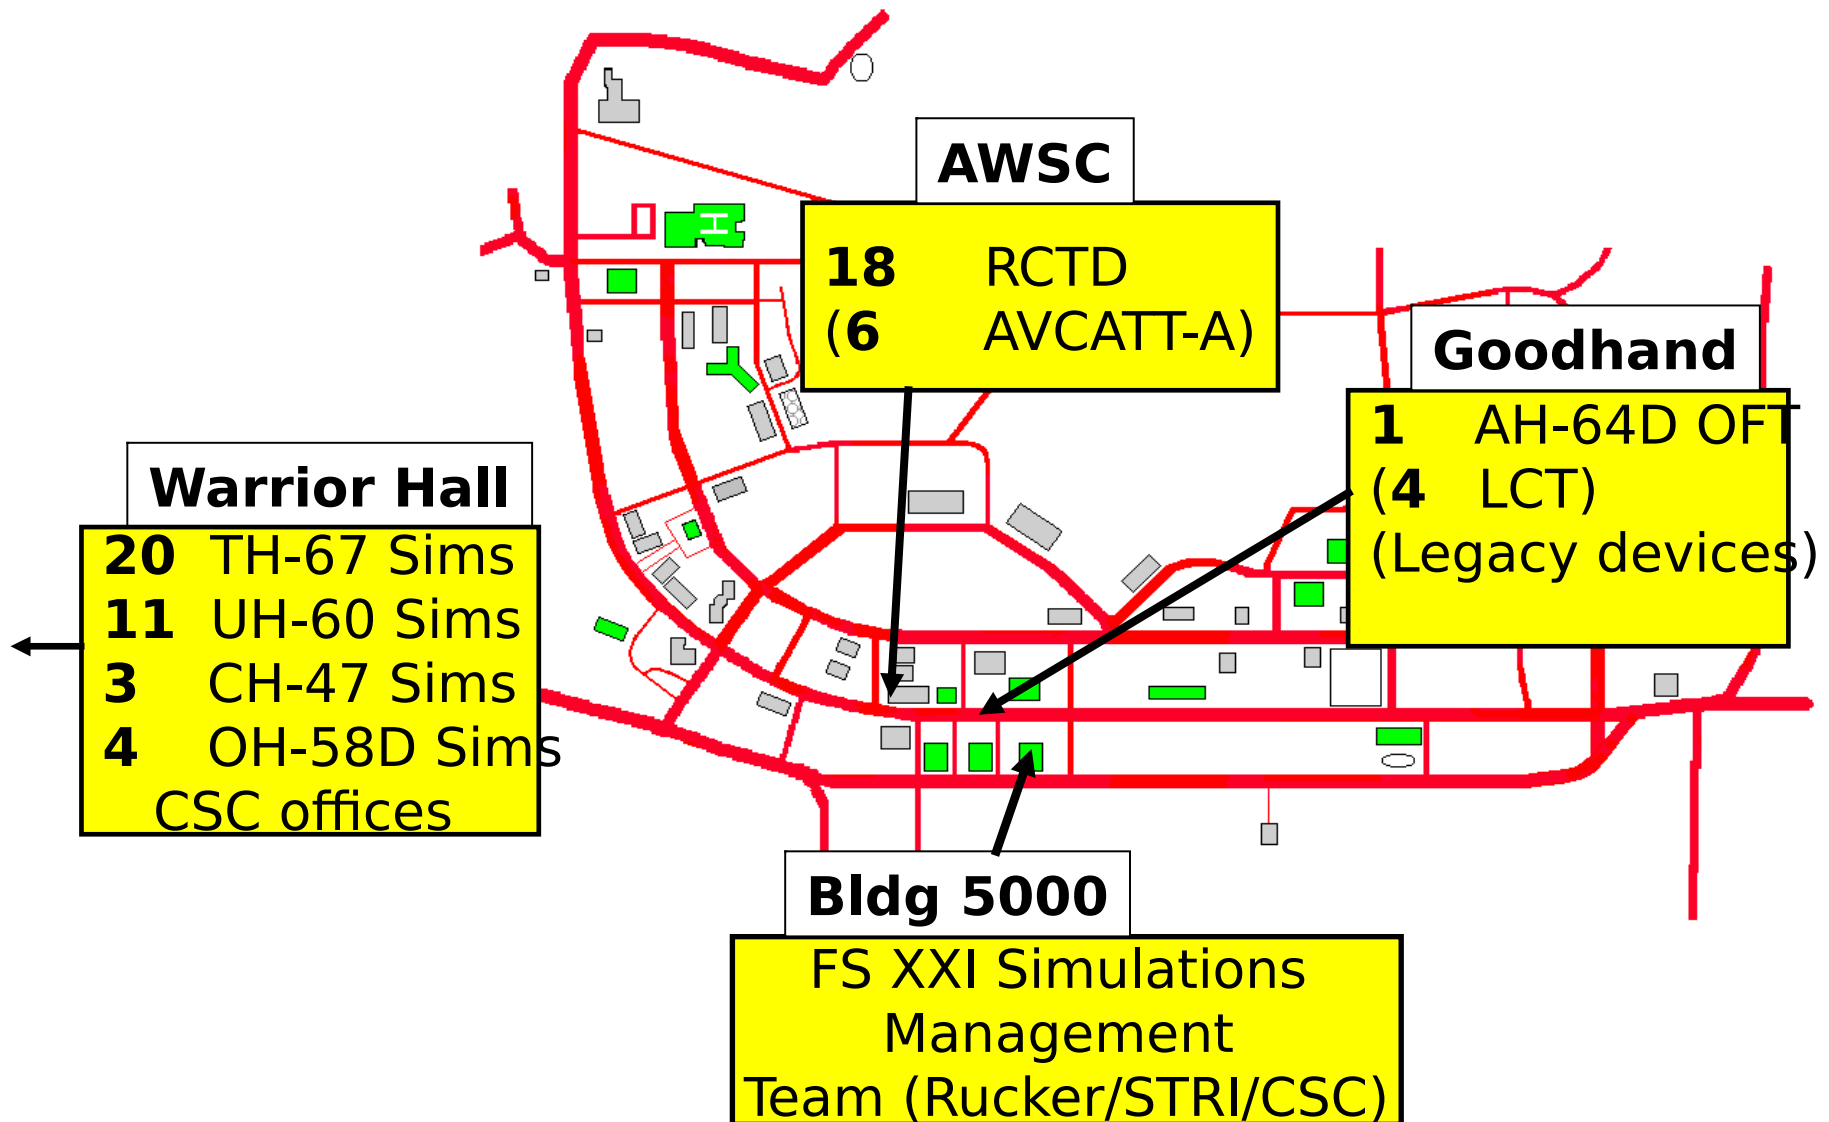 AWSC
18 RCTD
(6 AVCATT-A)
Goodhand
1 AH-64D OFT
(4 LCT)
(Legacy devices)
Warrior Hall
20 TH-67 Sims
11 UH-60 Sims
3 CH-47 Sims
4 OH-58D Sims
CSC offices
Bldg 5000
FS XXI Simulations
Management
Team (Rucker/STRI/CSC)
H